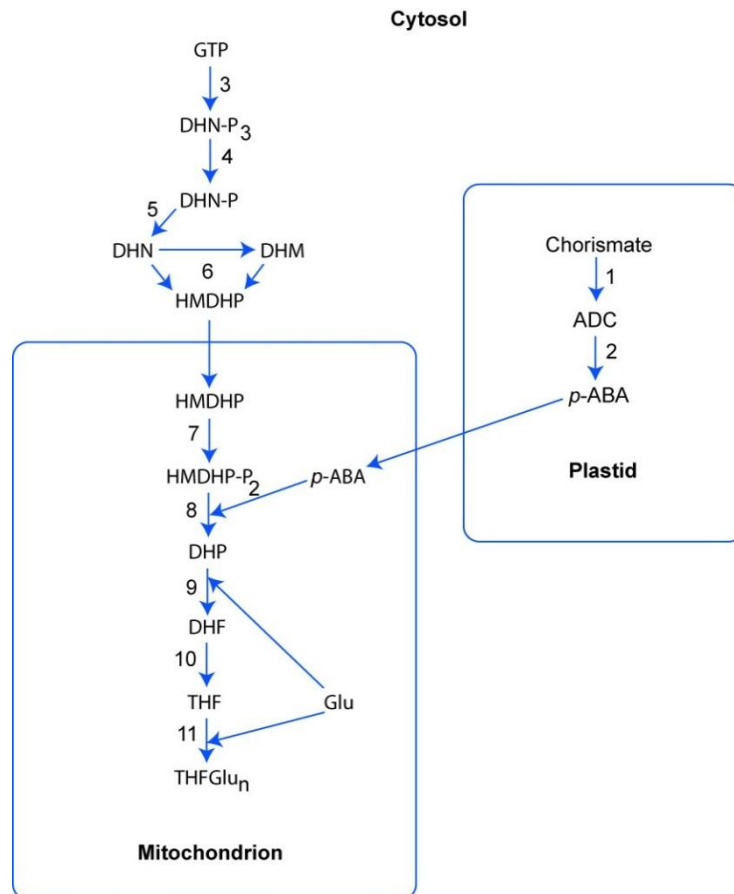 Cytosol
GTP
3
DHN-P3
4
DHN-P
5
DHN
DHM
6
HMDHP
Chorismate
1
ADC
2
p-ABA
Plastid
HMDHP
7
HMDHP-P2
p-ABA
8
DHP
9
DHF
10
THF
Glu
11
THFGlun
Mitochondrion